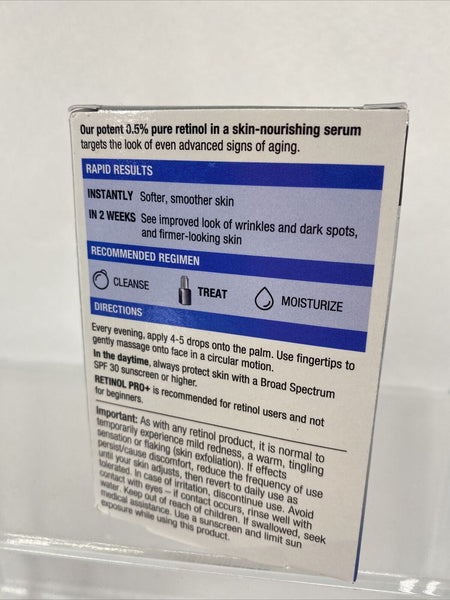 Our potent 0.5% pure retinol in a skin-nourishing serum
targets the look of even advanced signs of aging.
RAPID RESULTS
INSTANTLY Softer, smoother skin
IN 2 WEEKS See improved look of wrinkles and dark spots,
and firmer-looking skin
RECOMMENDED REGIMEN
CLEANSE TREAT MOISTURIZE
DIRECTIONS
Every evening, apply 4-5 drops onto the palm. Use fingertips to
gently massage onto face in a circular motion.
In the daytime, always protect skin with a Broad Spectrum
SPF 30 sunscreen or higher.
RETINOL PRO+ is recommended for retinol users and not
for beginners.
Important: As with any retinol product, it is normal to
temporarily experience mild redness, a warm, tingling
sensation or flaking (skin exfoliation). If effects
persist/cause discomfort, reduce the frequency of use
until your skin adjusts, then revert to daily use as
tolerated. In case of irritation, discontinue use. Avoid
contact with eyes – if contact occurs, rinse well with
water. Keep out of reach of children. If swallowed, seek
medical assistance. Use a sunscreen and limit sun
exposure while using this product.